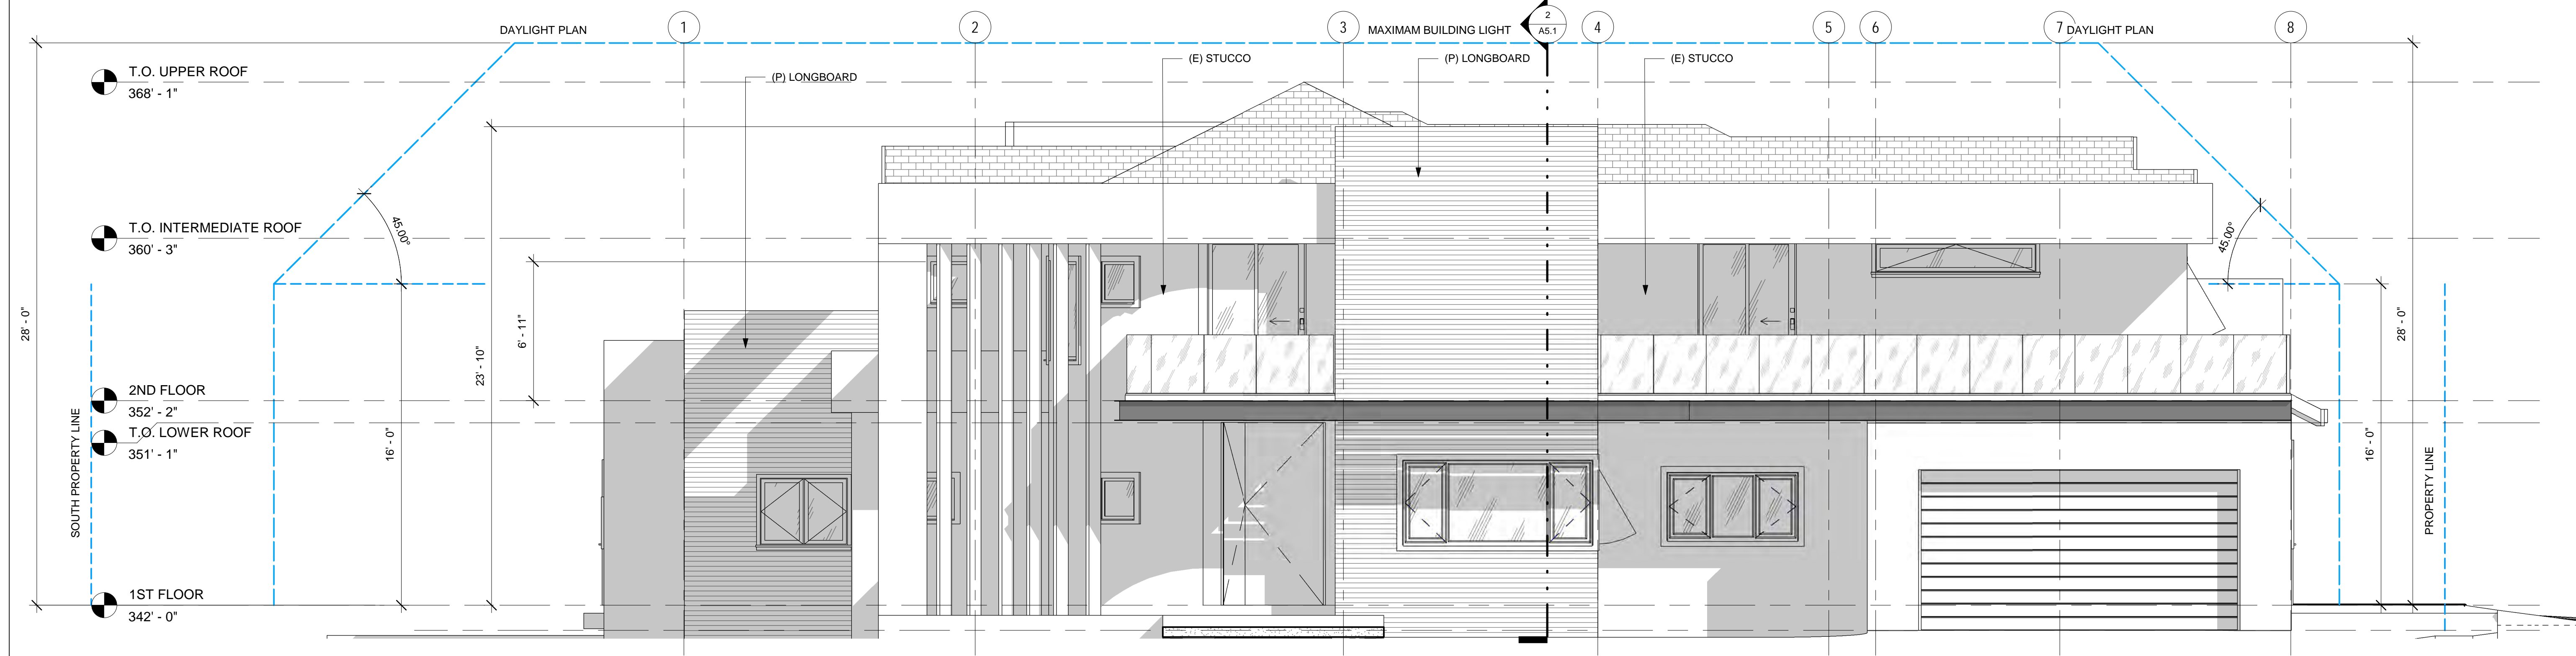 DAYLIGHT PLAN
1
2
3
MAXIMAM BUILDING LIGHT
2
A5.1
4
5
6
7
DAYLIGHT PLAN
8
T.O. UPPER ROOF
368' - 1"
(P) LONGBOARD
(E) STUCCO
(P) LONGBOARD
(E) STUCCO
T.O. INTERMEDIATE ROOF
360' - 3"
45.00°
45.00°
28' - 0"
23' - 10"
6' - 11"
28' - 0"
2ND FLOOR
352' - 2"
T.O. LOWER ROOF
351' - 1"
16' - 0"
16' - 0"
SOUTH PROPERTY LINE
PROPERTY LINE
1ST FLOOR
342' - 0"